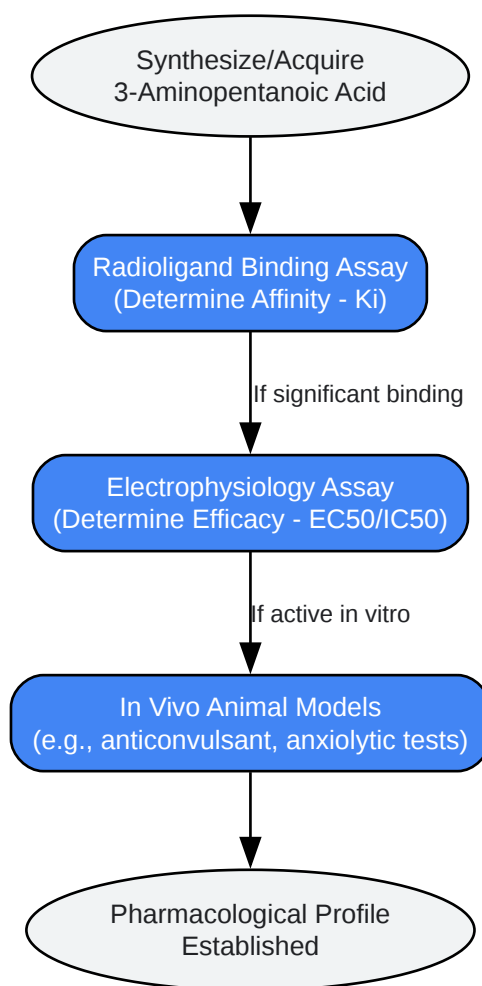 Synthesize/Acquire
3-Aminopentanoic Acid
Radioligand Binding Assay
(Determine Affinity - Ki)
If significant binding
Electrophysiology Assay
(Determine Efficacy - EC50/IC50)
If active in vitro
In Vivo Animal Models
(e.g., anticonvulsant, anxiolytic tests)
Pharmacological Profile
Established